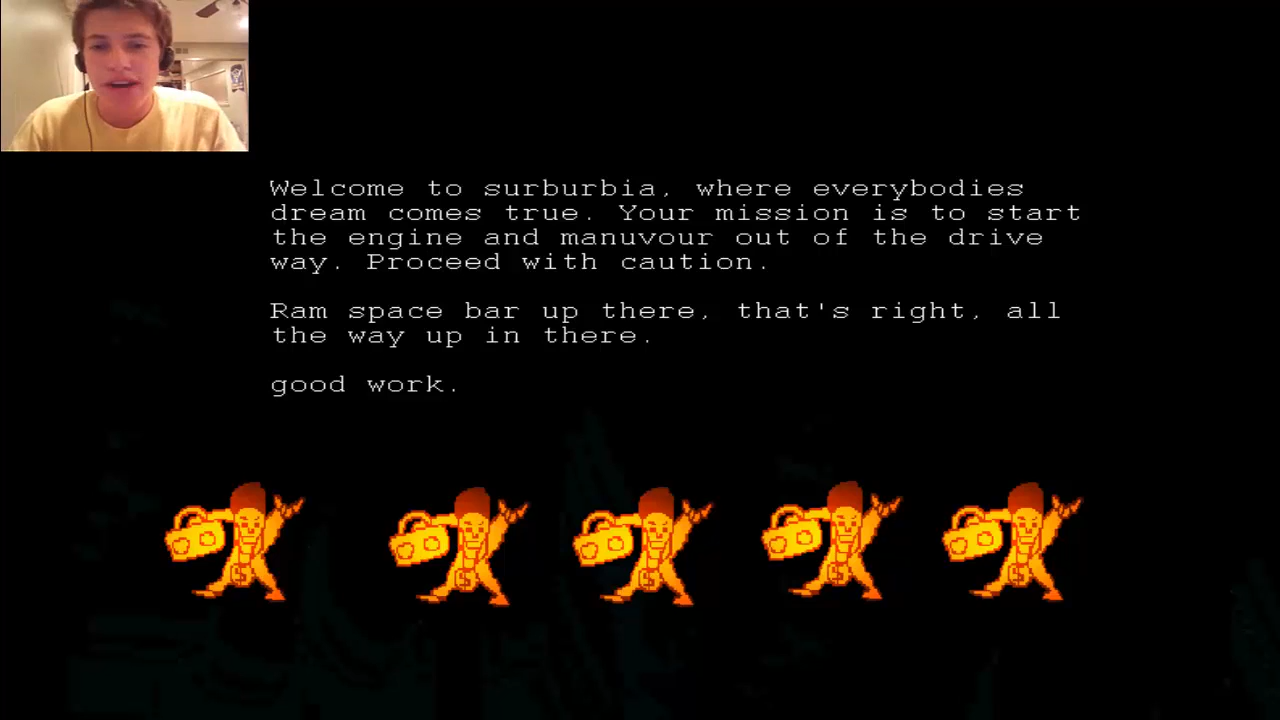 Welcome to surburbia, where everybodies
dream comes true. Your mission is to start
the engine and manuvour out of the drive
way. Proceed with caution.
Ram space bar up there, that's right, all
the way up in there.
good work.